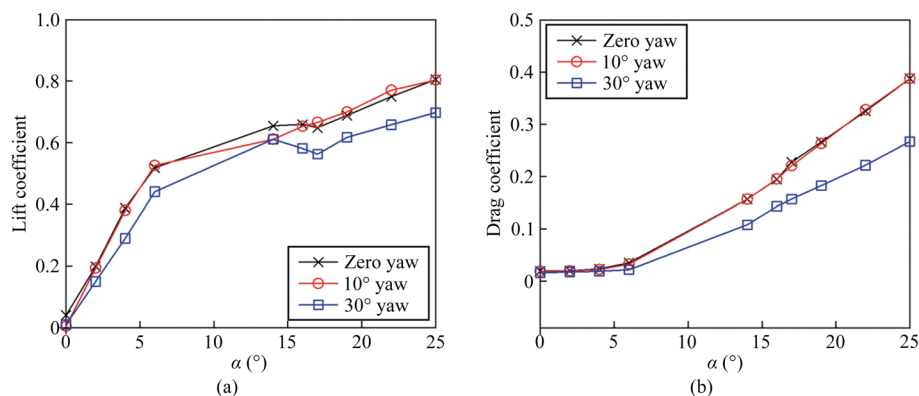 1.0
0.8
0.6
0.4
0.2
0
Lift coefficient
Zero yaw
10° yaw
30° yaw
0
5
10
15
20
25
α (°)
(a)
0.5
0.4
0.3
0.2
0.1
0
Drag coefficient
Zero yaw
10° yaw
30° yaw
0
5
10
15
20
25
α (°)
(b)